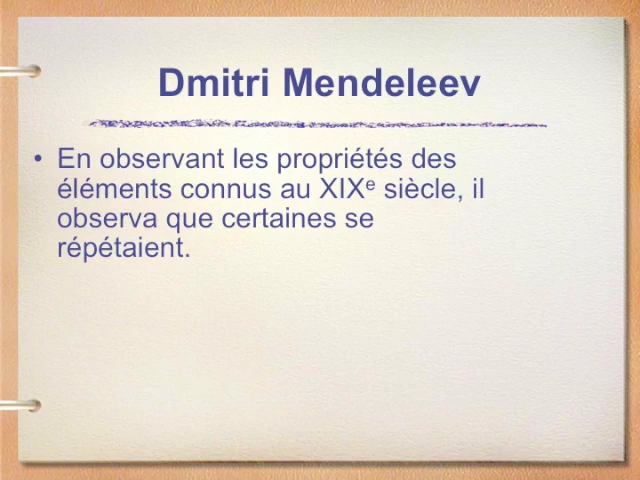 Dmitri Mendeleev
• En observant les propriétés des
éléments connus au XIXᵉ siècle, il
observa que certaines se
répétaient.